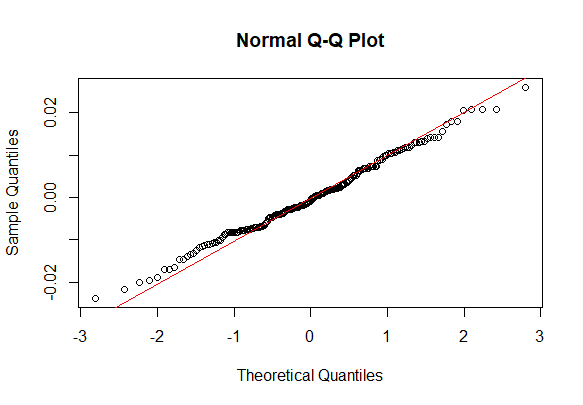 Normal Q-Q Plot
Sample Quantiles
0.02
0.00
-0.02
-3 -2 -1 0 1 2 3
Theoretical Quantiles